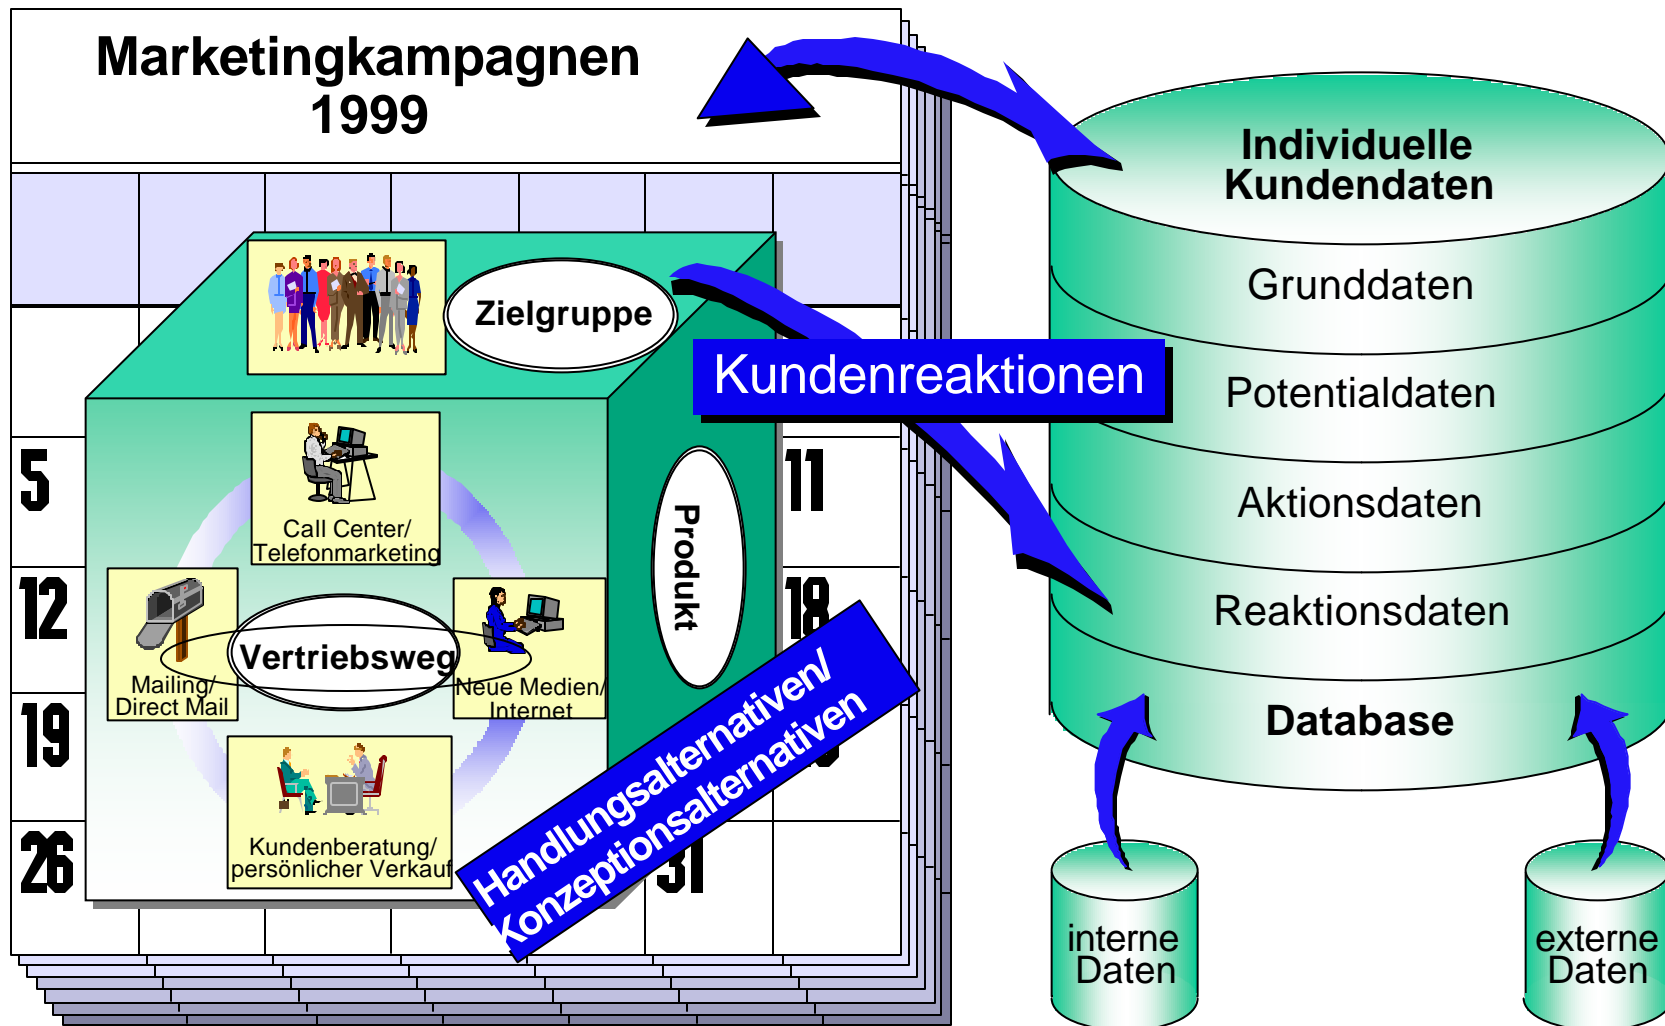 Marketingkampagnen
1999
Zielgruppe
Call Center/
Telefonmarketing
Mailing/
Direct Mail
Vertriebsweg
Neue Medien/
Internet
Kundenberatung/
persönlicher Verkauf
Produkt
5
11
12
18
19
26
31
Handlungsalternativen/
Konzeptionsalternativen
Kundenreaktionen
Individuelle
Kundendaten
Grunddaten
Potentialdaten
Aktionsdaten
Reaktionsdaten
Database
interne
Daten
externe
Daten